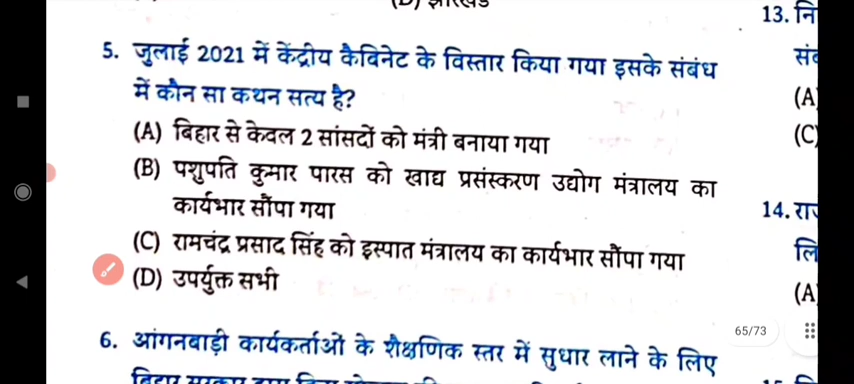 13. नि
5. जुलाई 2021 में केंद्रीय कैबिनेट के विस्तार किया गया इसके संबंध
में कौन सा कथन सत्य है?
(A) बिहार से केवल 2 सांसदों को मंत्री बनाया गया
(B) पशुपति कुमार पारस को खाद्य प्रसंस्करण उद्योग मंत्रालय का
कार्यभार सौंपा गया
(C) रामचंद्र प्रसाद सिंह को इस्पात मंत्रालय का कार्यभार सौंपा गया
(D) उपर्युक्त सभी
6. आंगनबाड़ी कार्यकर्ताओं के शैक्षणिक स्तर में सुधार लाने के लिए
(A
(C)
14.
लि
(A
65/73